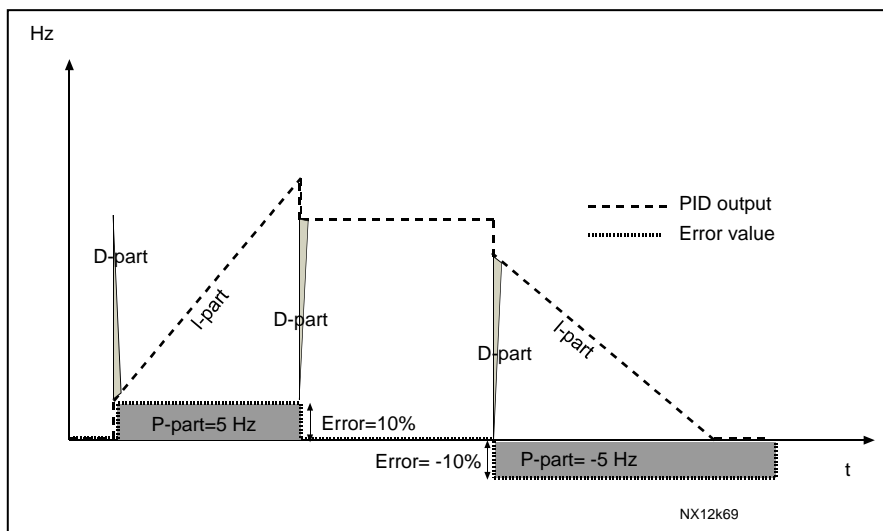 Hz
PID output
Error value
D-part
I-part
D-part
D-part
I-part
P-part=5 Hz
Error=10%
Error= -10%
P-part= -5 Hz
t
NX12k69